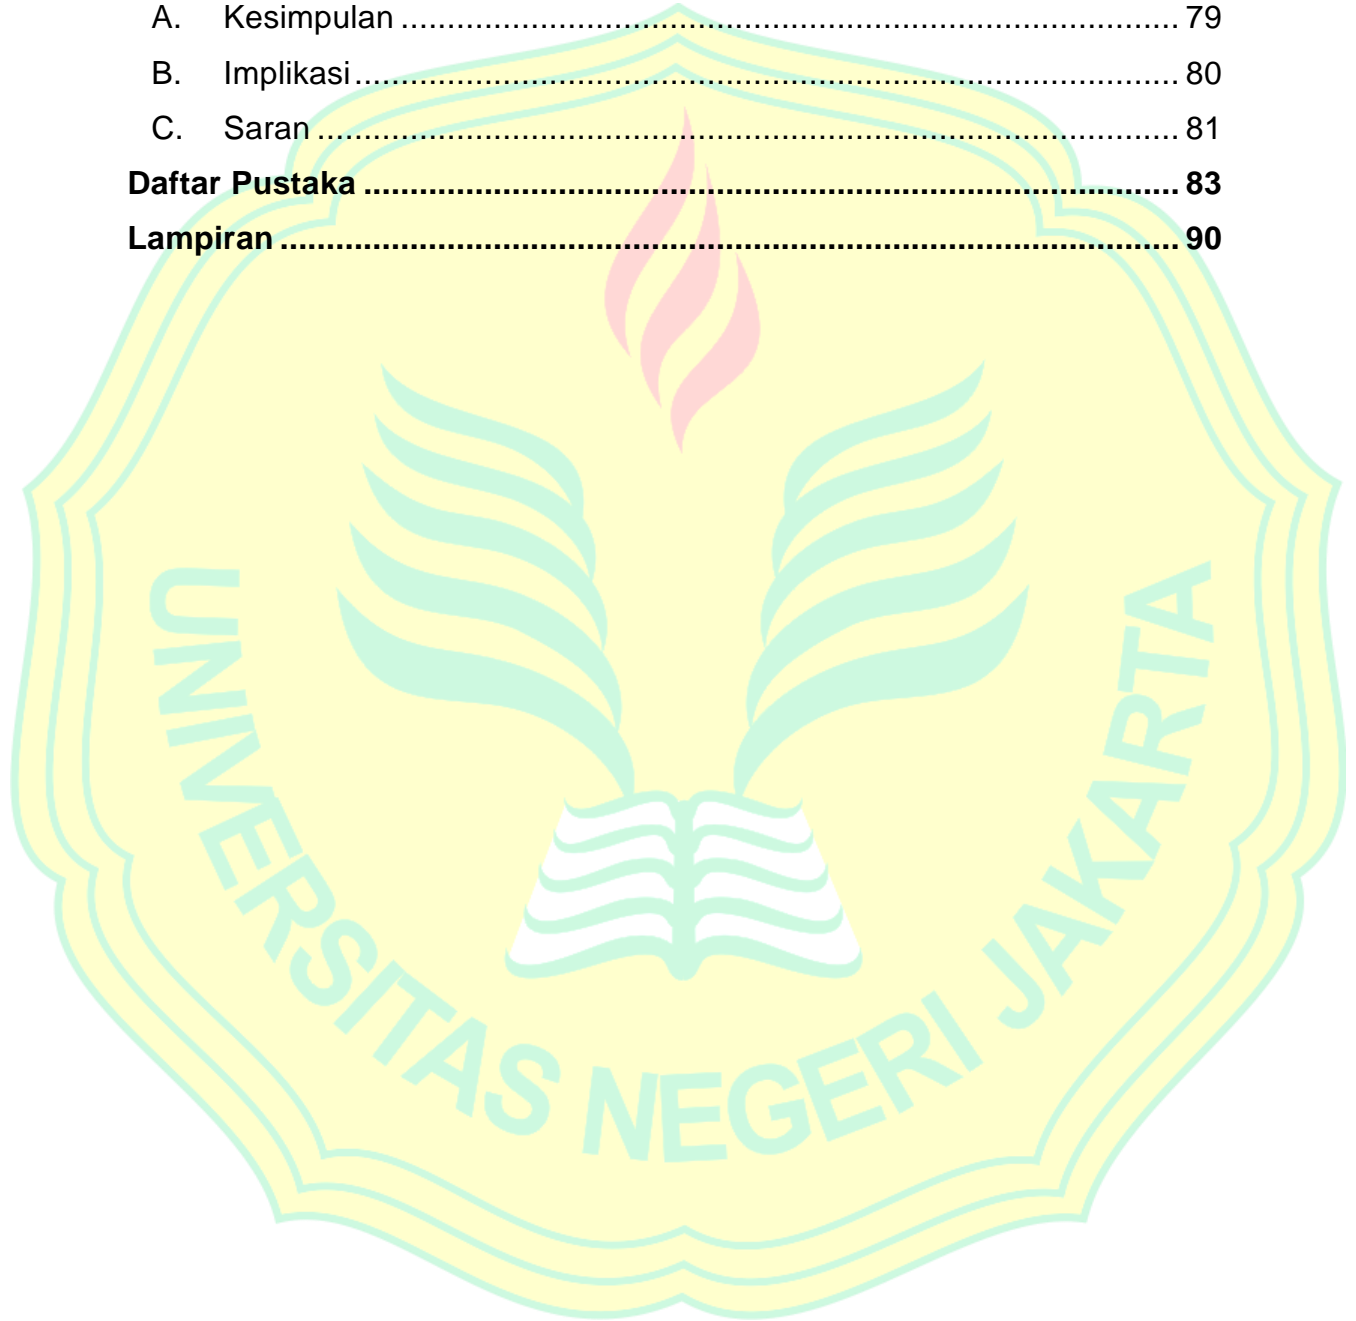 A. Kesimpulan ........................................................................................ 79
B. Implikasi ............................................................................................. 80
C. Saran ................................................................................................. 81
Daftar Pustaka ......................................................................................... 83
Lampiran .................................................................................................. 90
UNIVERSITAS NEGERI JAKARTA